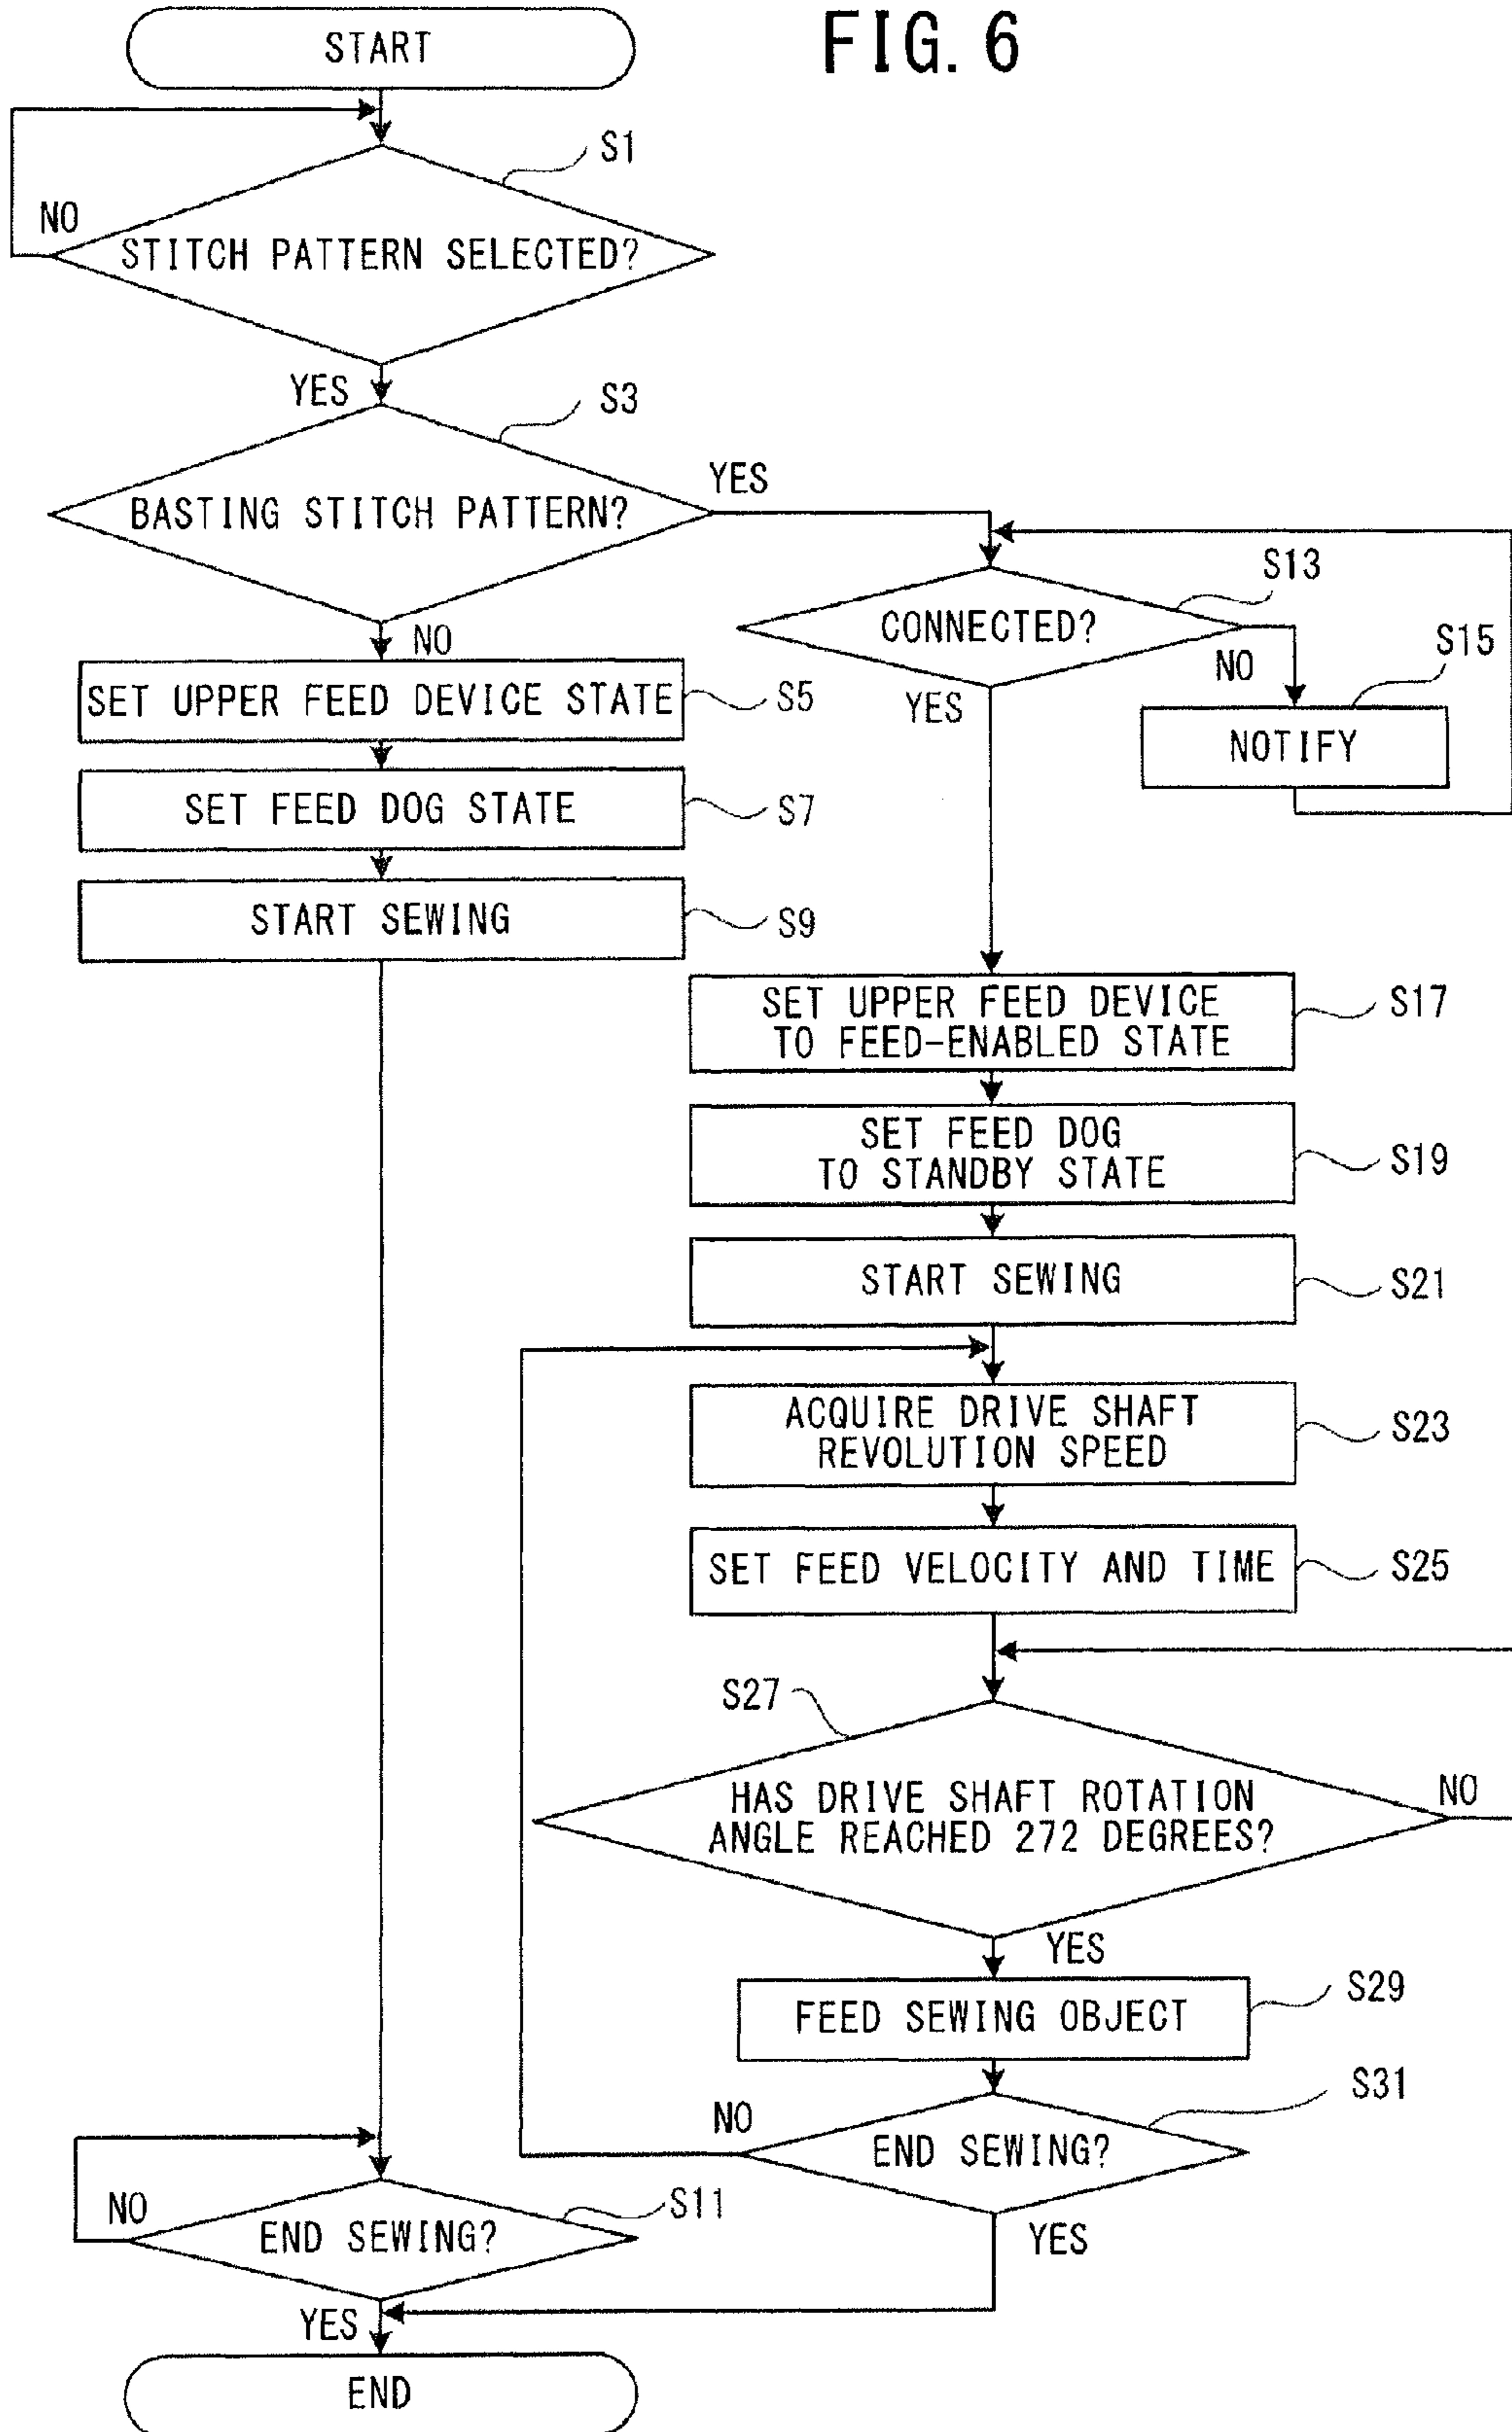 FIG. 6
START
S1
NO
STITCH PATTERN SELECTED?
YES
S3
BASTING STITCH PATTERN?
YES
NO
SET UPPER FEED DEVICE STATE
S5
SET FEED DOG STATE
S7
START SEWING
S9
S13
CONNECTED?
NO
S15
YES
NOTIFY
SET UPPER FEED DEVICE
TO FEED-ENABLED STATE
S17
SET FEED DOG
TO STANDBY STATE
S19
START SEWING
S21
ACQUIRE DRIVE SHAFT
REVOLUTION SPEED
S23
SET FEED VELOCITY AND TIME
S25
S27
HAS DRIVE SHAFT ROTATION
ANGLE REACHED 272 DEGREES?
NO
YES
FEED SEWING OBJECT
S29
S31
NO
END SEWING?
YES
S11
NO
END SEWING?
YES
END